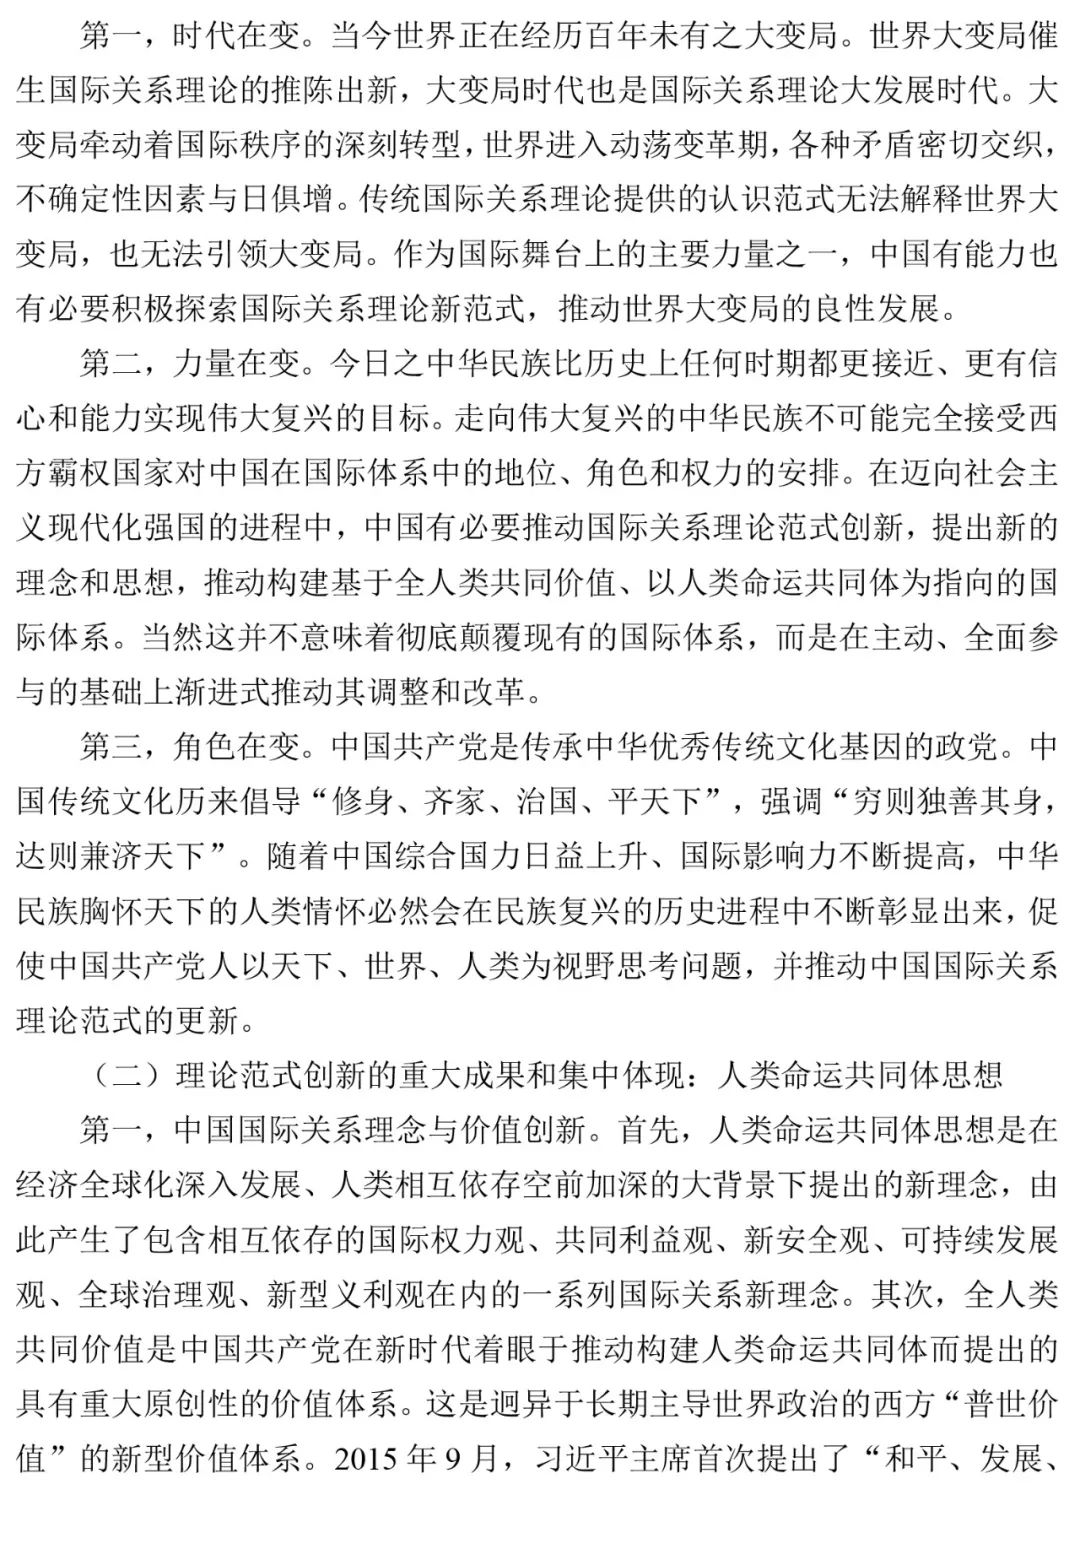 第一，时代在变。当今世界正在经历百年未有之大变局。世界大变局催
生国际关系理论的推陈出新，大变局时代也是国际关系理论大发展时代。大
变局牵动着国际秩序的深刻转型，世界进入动荡变革期，各种矛盾密切交织，
不确定性因素与日俱增。传统国际关系理论提供的认识范式无法解释世界大
变局，也无法引领大变局。作为国际舞台上的主要力量之一，中国有能力也
有必要积极探索国际关系理论新范式，推动世界大变局的良性发展。
第二，力量在变。今日之中华民族比历史上任何时期都更接近、更有信
心和能力实现伟大复兴的目标。走向伟大复兴的中华民族不可能完全接受西
方霸权国家对中国在国际体系中的地位、角色和权力的安排。在迈向社会主
义现代化强国的进程中，中国有必要推动国际关系理论范式创新，提出新的
理念和思想，推动构建基于全人类共同价值、以人类命运共同体为指向的国
际体系。当然这并不意味着彻底颠覆现有的国际体系，而是在主动、全面参
与的基础上渐进式推动其调整和改革。
第三，角色在变。中国共产党是传承中华优秀传统文化基因的政党。中
国传统文化历来倡导“修身、齐家、治国、平天下”，强调“穷则独善其身，
达则兼济天下”。随着中国综合国力日益上升、国际影响力不断提高，中华
民族胸怀天下的人类情怀必然会在民族复兴的历史进程中不断彰显出来，促
使中国共产党人以天下、世界、人类为视野思考问题，并推动中国国际关系
理论范式的更新。
（二）理论范式创新的重大成果和集中体现：人类命运共同体思想
第一，中国国际关系理念与价值创新。首先，人类命运共同体思想是在
经济全球化深入发展、人类相互依存空前加深的大背景下提出的新理念，由
此产生了包含相互依存的国际权力观、共同利益观、新安全观、可持续发展
观、全球治理观、新型义利观在内的一系列国际关系新理念。其次，全人类
共同价值是中国共产党在新时代着眼于推动构建人类命运共同体而提出的
具有重大原创性的价值体系。这是迥异于长期主导世界政治的西方“普世价
值”的新型价值体系。2015 年 9 月，习近平主席首次提出了“和平、发展、